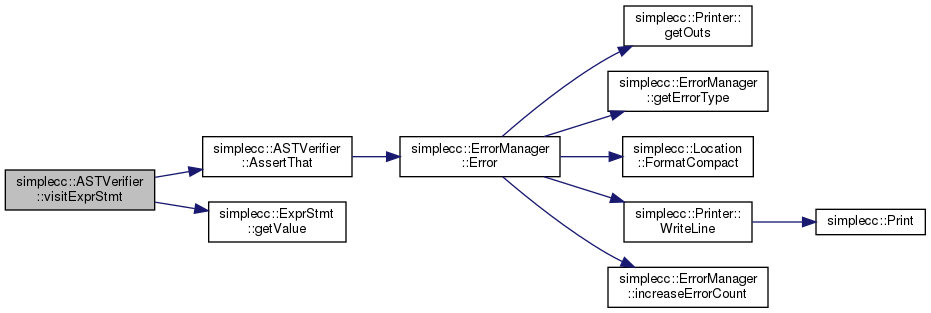 simplecc::ASTVerifier
::visitExprStmt
simplecc::ASTVerifier
::AssertThat
simplecc::ExprStmt
::getValue
simplecc::ErrorManager
::Error
simplecc::Printer::
getOuts
simplecc::ErrorManager
::getErrorType
simplecc::Location
::FormatCompact
simplecc::Printer::
WriteLine
simplecc::ErrorManager
::increaseErrorCount
simplecc::Print